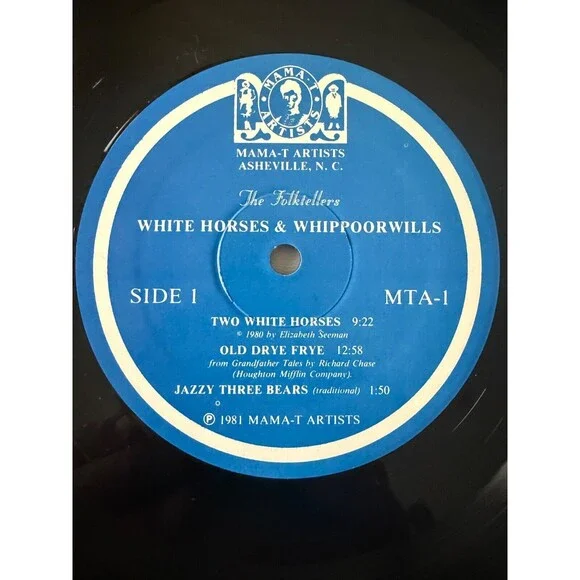 MAMA-T
ARTISTS
MAMA-T ARTISTS
ASHEVILLE, N. C.
The Folktellers
WHITE HORSES & WHIPPOORWILLS
SIDE 1 MTA-1
TWO WHITE HORSES 9:22
© 1980 by Elizabeth Seeman
OLD DRYE FRYE 12:58
from Grandfather Tales by Richard Chase
(Houghton Mifflin Company).
JAZZY THREE BEARS (traditional) 1:50
℗ 1981 MAMA-T ARTISTS